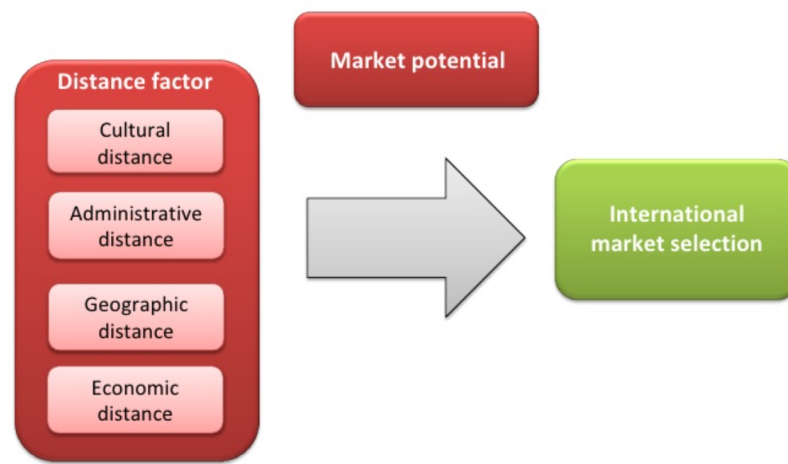 Market potential
Distance factor
Cultural
distance
Administrative
distance
Geographic
distance
Economic
distance
International
market selection